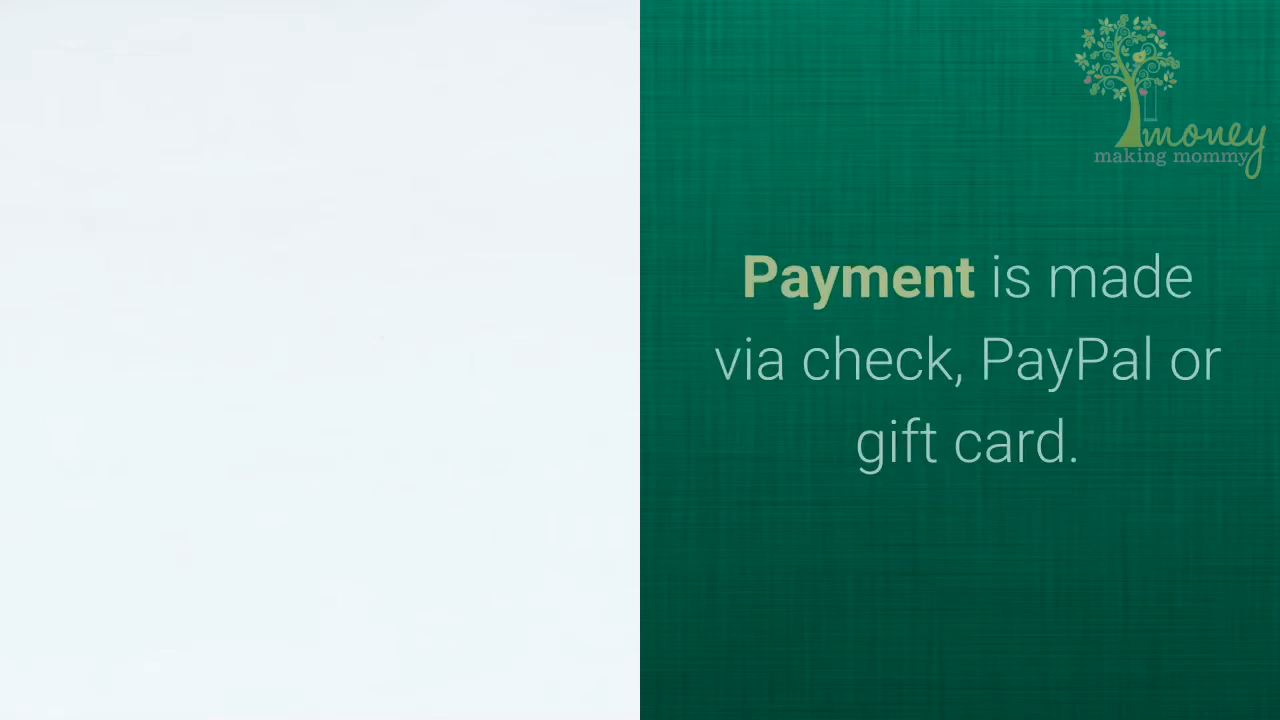 money
making mommy
Payment is made
via check, PayPal or
gift card.